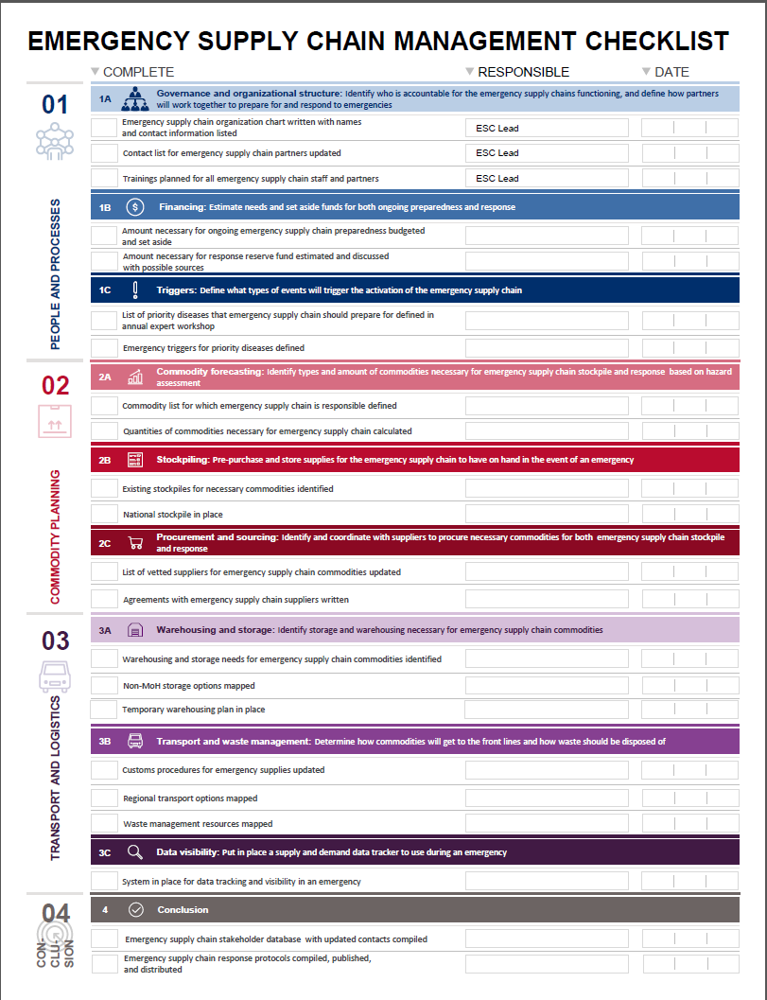 EMERGENCY SUPPLY CHAIN MANAGEMENT CHECKLIST
COMPLETE
RESPONSIBLE
DATE
01
PEOPLE AND PROCESSES
1A
Governance and organizational structure: Identify who is accountable for the emergency supply chains functioning, and define how partners
will work together to prepare for and respond to emergencies
Emergency supply chain organization chart written with names
and contact information listed
ESC Lead
Contact list for emergency supply chain partners updated
ESC Lead
Trainings planned for all emergency supply chain staff and partners
ESC Lead
1B
$
Financing: Estimate needs and set aside funds for both ongoing preparedness and response
Amount necessary for ongoing emergency supply chain preparedness budgeted
and set aside
Amount necessary for response reserve fund estimated and discussed
with possible sources
1C
Triggers: Define what types of events will trigger the activation of the emergency supply chain
List of priority diseases that emergency supply chain should prepare for defined in
annual expert workshop
Emergency triggers for priority diseases defined
02
COMMODITY PLANNING
2A
Commodity forecasting: Identify types and amount of commodities necessary for emergency supply chain stockpile and response based on hazard
assessment
Commodity list for which emergency supply chain is responsible defined
Quantities of commodities necessary for emergency supply chain calculated
2B
Stockpiling: Pre-purchase and store supplies for the emergency supply chain to have on hand in the event of an emergency
Existing stockpiles for necessary commodities identified
National stockpile in place
2C
Procurement and sourcing: Identify and coordinate with suppliers to procure necessary commodities for both emergency supply chain stockpile
and response
List of vetted suppliers for emergency supply chain commodities updated
Agreements with emergency supply chain suppliers written
03
TRANSPORT AND LOGISTICS
3A
Warehousing and storage: Identify storage and warehousing necessary for emergency supply chain commodities
Warehousing and storage needs for emergency supply chain commodities identified
Non-MoH storage options mapped
Temporary warehousing plan in place
3B
Transport and waste management: Determine how commodities will get to the front lines and how waste should be disposed of
Customs procedures for emergency supplies updated
Regional transport options mapped
Waste management resources mapped
3C
Data visibility: Put in place a supply and demand data tracker to use during an emergency
System in place for data tracking and visibility in an emergency
04
CON-
CLU-
SION
4
Conclusion
Emergency supply chain stakeholder database with updated contacts compiled
Emergency supply chain response protocols compiled, published,
and distributed